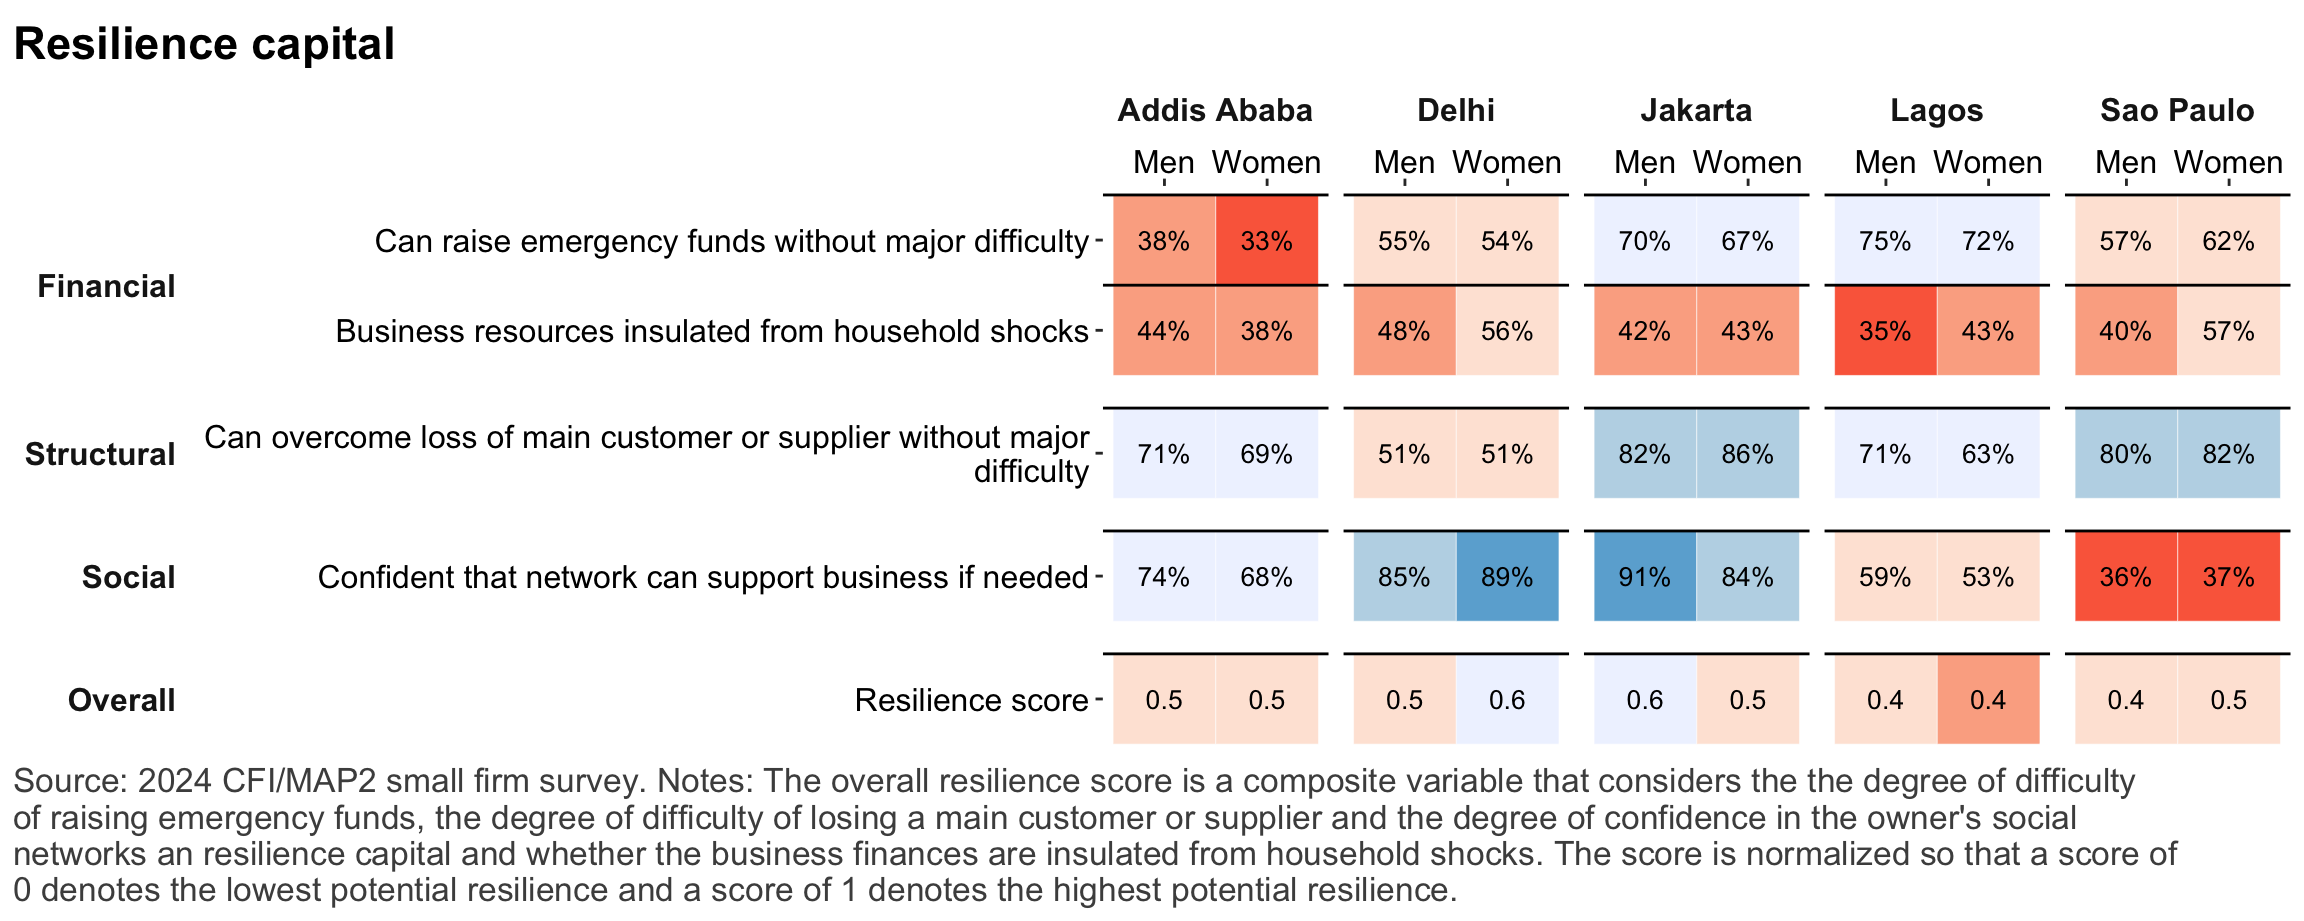 Resilience capital
Addis Ababa Delhi Jakarta Lagos Sao Paulo
Men Women Men Women Men Women Men Women Men Women
Financial
Can raise emergency funds without major difficulty 38% 33% 55% 54% 70% 67% 75% 72% 57% 62%
Business resources insulated from household shocks 44% 38% 48% 56% 42% 43% 35% 43% 40% 57%
Structural
Can overcome loss of main customer or supplier without major
difficulty
71% 69% 51% 51% 82% 86% 71% 63% 80% 82%
Social Confident that network can support business if needed 74% 68% 85% 89% 91% 84% 59% 53% 36% 37%
Overall Resilience score 0.5 0.5 0.5 0.6 0.6 0.5 0.4 0.4 0.4 0.5
Source: 2024 CFI/MAP2 small firm survey. Notes: The overall resilience score is a composite variable that considers the the degree of difficulty
of raising emergency funds, the degree of difficulty of losing a main customer or supplier and the degree of confidence in the owner's social
networks an resilience capital and whether the business finances are insulated from household shocks. The score is normalized so that a score of
0 denotes the lowest potential resilience and a score of 1 denotes the highest potential resilience.